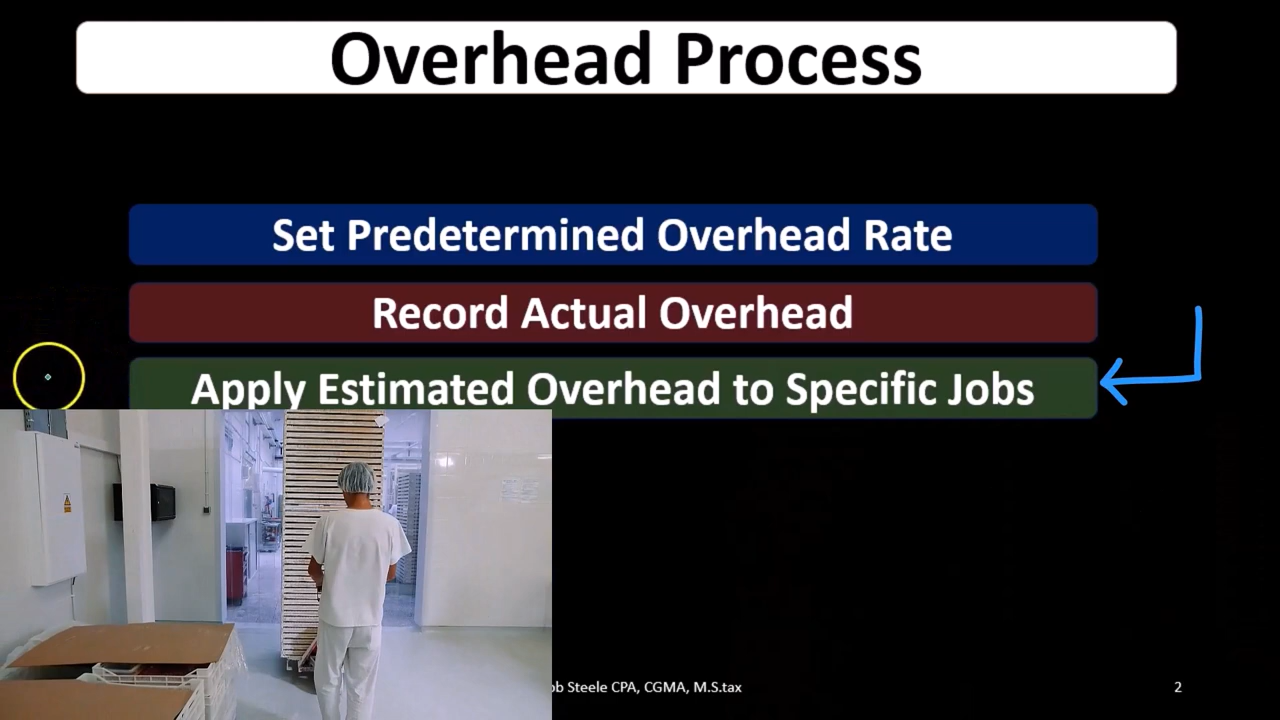 Overhead Process
Set Predetermined Overhead Rate
Record Actual Overhead
Apply Estimated Overhead to Specific Jobs
Steele CPA, CGMA, M.S.tax
2